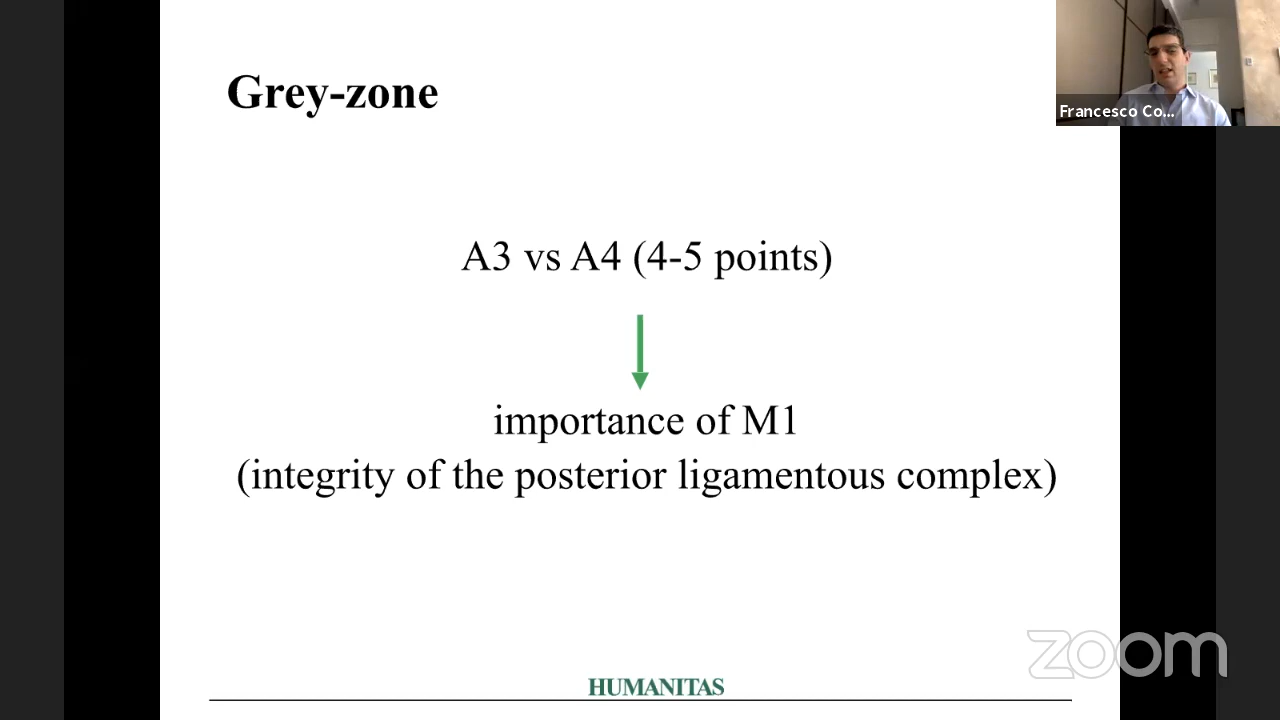 Grey-zone
Francesco Co...
A3 vs A4 (4-5 points)
importance of M1
(integrity of the posterior ligamentous complex)
zoom
HUMANITAS